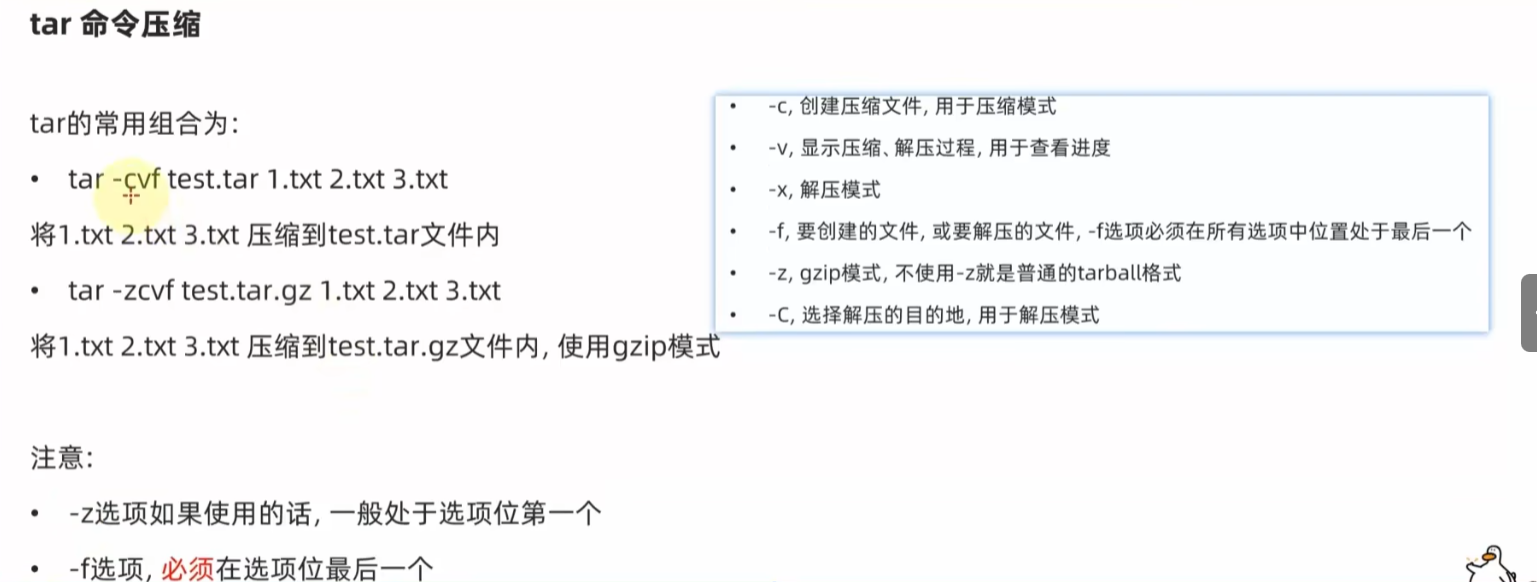 tar 命令压缩
tar的常用组合为：
• tar -cvf test.tar 1.txt 2.txt 3.txt
将1.txt 2.txt 3.txt 压缩到test.tar文件内
• tar -zcvf test.tar.gz 1.txt 2.txt 3.txt
将1.txt 2.txt 3.txt 压缩到test.tar.gz文件内, 使用gzip模式
• -c, 创建压缩文件, 用于压缩模式
• -v, 显示压缩、解压过程, 用于查看进度
• -x, 解压模式
• -f, 要创建的文件, 或要解压的文件, -f选项必须在所有选项中位置处于最后一个
• -z, gzip模式, 不使用-z就是普通的tarball格式
• -C, 选择解压的目的地, 用于解压模式
注意：
• -z选项如果使用的话, 一般处于选项位第一个
• -f选项, 必须在选项位最后一个